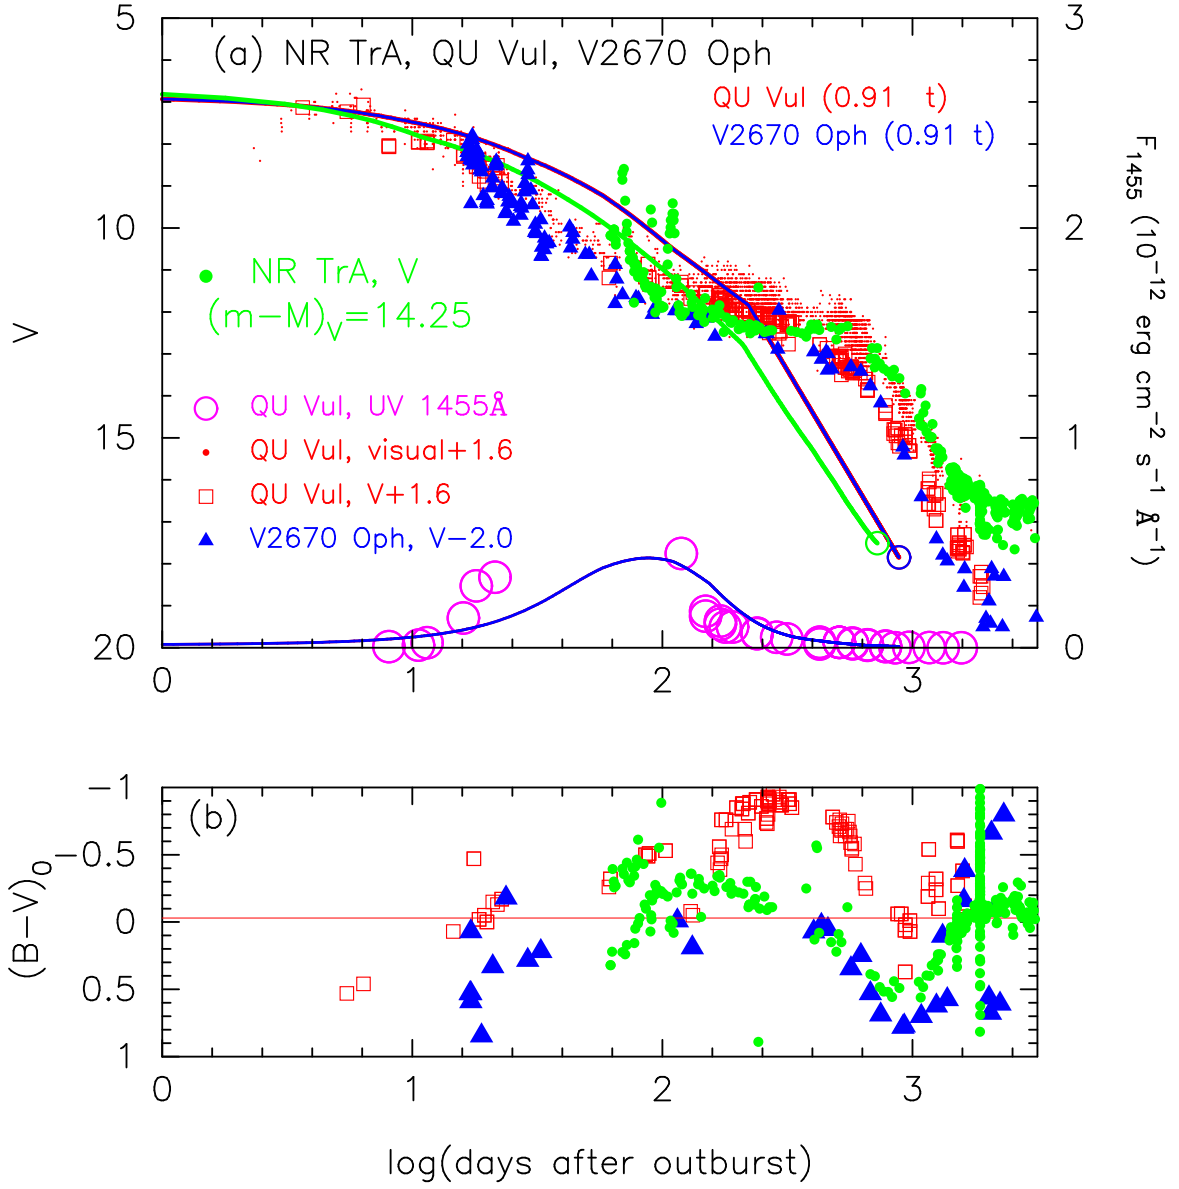 (a) NR TrA, QU Vul, V2670 Oph
QU Vul (0.91 t)
V2670 Oph (0.91 t)
NR TrA, V
(m−M)V=14.25
QU Vul, UV 1455Å
QU Vul, visual+1.6
QU Vul, V+1.6
V2670 Oph, V−2.0
5
10
15
20
V
3
2
1
0
F1455 (10−12 erg cm−2 s−1 Å−1)
0
1
2
3
(b)
−1
−0.5
0
0.5
1
(B−V)0
0
1
2
3
log(days after outburst)